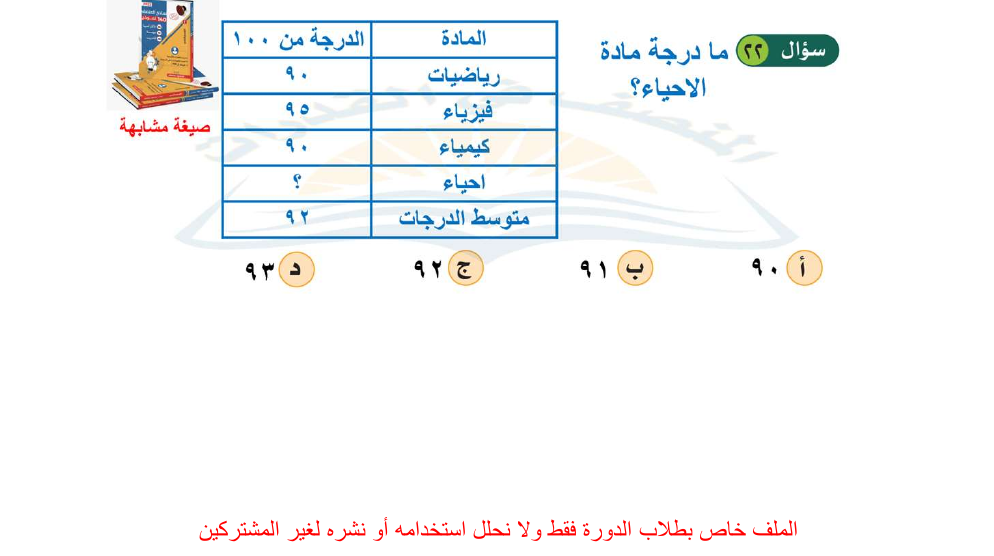 سؤال ٢٢ ما درجة مادة
الاحياء؟
المادة الدرجة من ١٠٠
رياضيات ٩٠
فيزياء ٩٥
كيمياء ٩٠
احياء ؟
متوسط الدرجات ٩٢
صيغة مشابهة
أ ٩٠ ب ٩١ ج ٩٢ د ٩٣
الملف خاص بطلاب الدورة فقط ولا نحلل استخدامه أو نشره لغير المشتركين